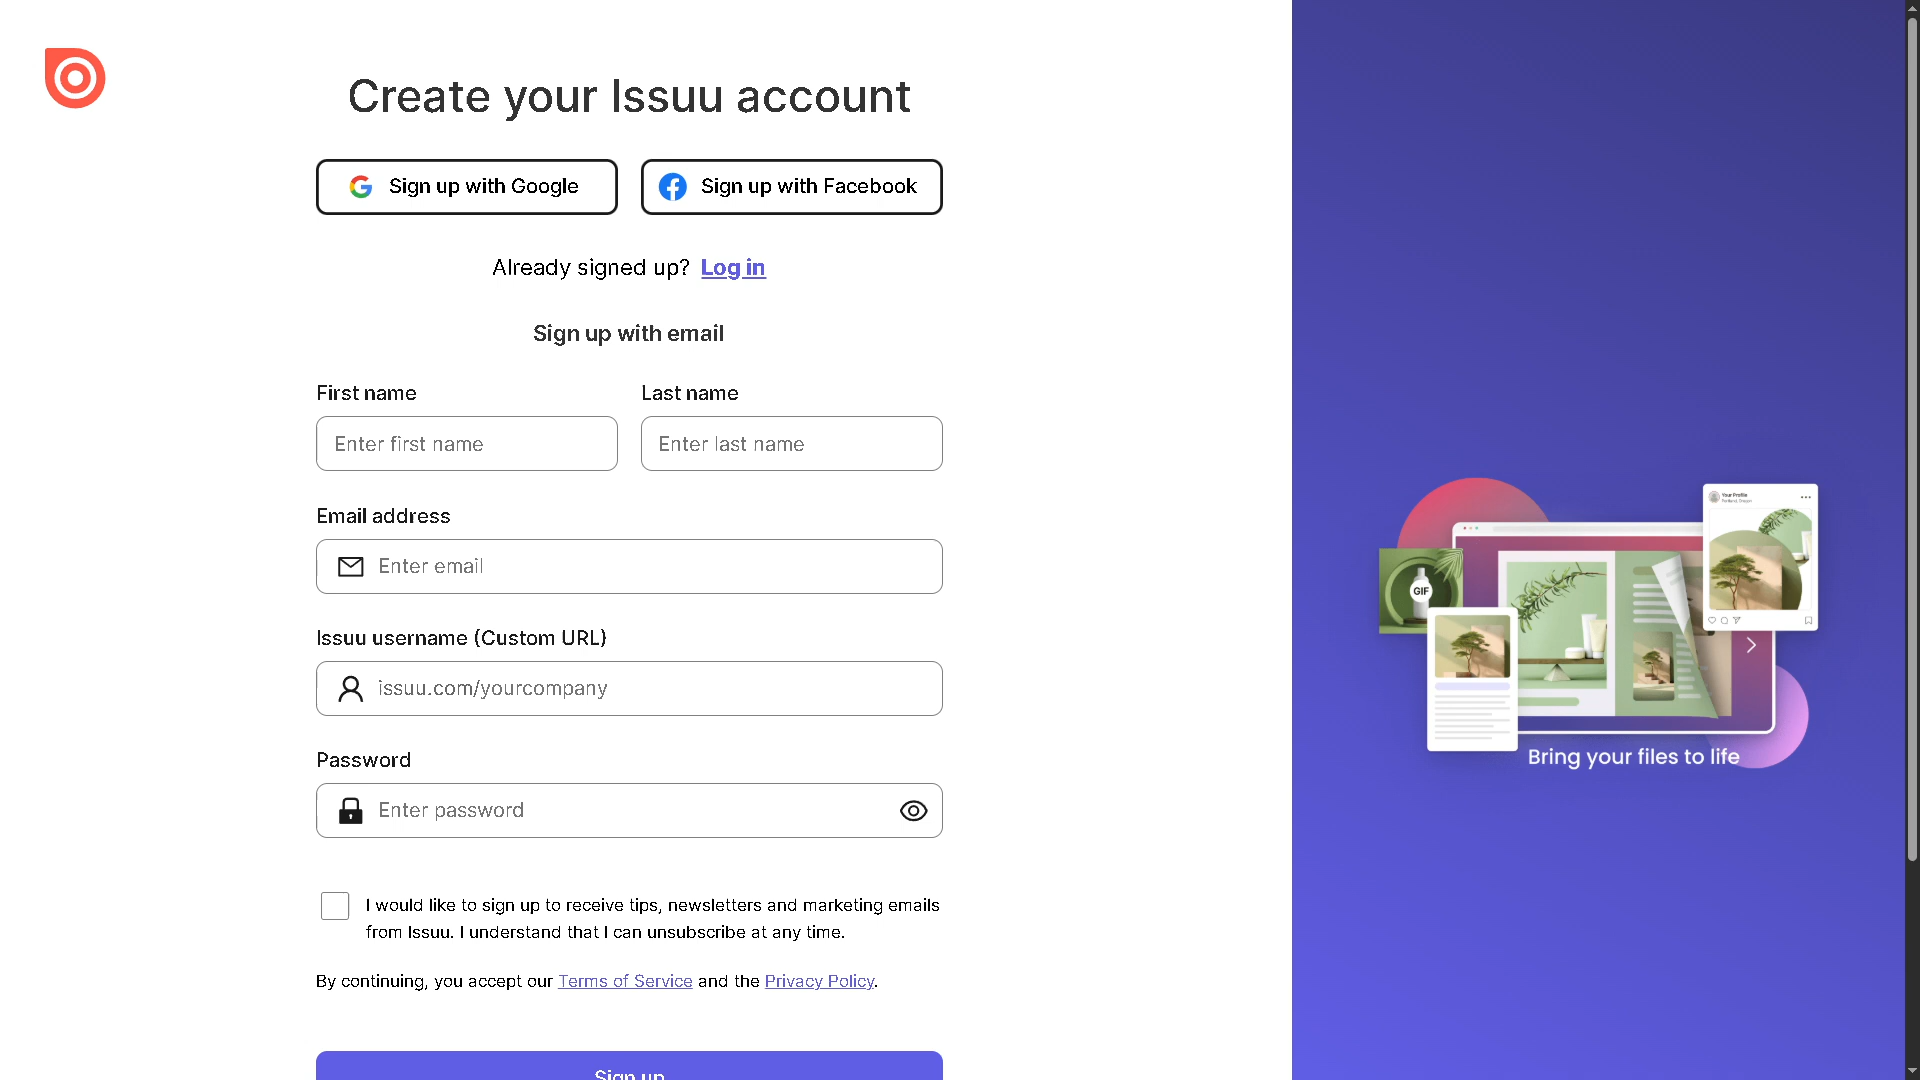 Create your Issuu account
Sign up with Google
Sign up with Facebook
Already signed up? Log in
Sign up with email
First name
Last name
Enter first name
Enter last name
Email address
Enter email
Issuu username (Custom URL)
issuu.com/yourcompany
Password
Enter password
I would like to sign up to receive tips, newsletters and marketing emails
from Issuu. I understand that I can unsubscribe at any time.
By continuing, you accept our Terms of Service and the Privacy Policy.
Sign up
Your Profile
Portland, Oregon
GIF
Bring your files to life